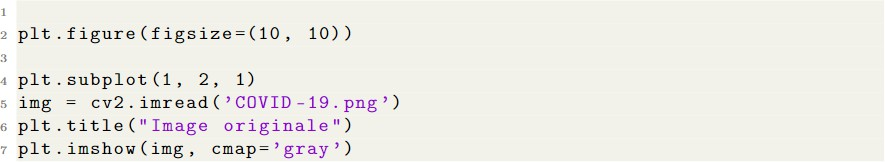 1
2 plt.figure(figsize=(10, 10))
3
4 plt.subplot(1, 2, 1)
5 img = cv2.imread('COVID-19.png')
6 plt.title("Image originale")
7 plt.imshow(img, cmap='gray')